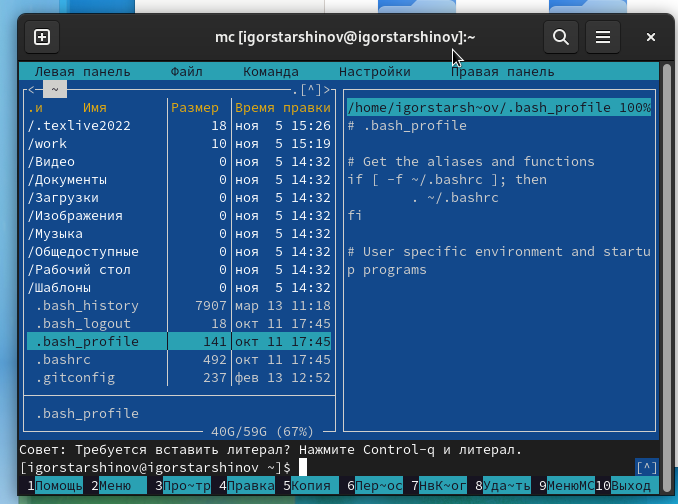 mc [igorstarshinov@igorstarshinov]:~
Левая панель Файл Команда Настройки Правая панель
<─ ~ ─.[^]>
.и Имя Размер Время правки
/.texlive2022 18 ноя 5 15:26
/work 10 ноя 5 15:19
/Видео 0 ноя 5 14:32
/Документы 0 ноя 5 14:32
/Загрузки 0 ноя 5 14:32
/Изображения 0 ноя 5 14:32
/Музыка 0 ноя 5 14:32
/Общедоступные 0 ноя 5 14:32
/Рабочий стол 0 ноя 5 14:32
/Шаблоны 0 ноя 5 14:32
.bash_history 7907 мар 13 11:18
.bash_logout 18 окт 11 17:45
.bash_profile 141 окт 11 17:45
.bashrc 492 окт 11 17:45
.gitconfig 237 фев 13 12:52
.bash_profile
40G/59G (67%)
/home/igorstarsh~ov/.bash_profile 100%
# .bash_profile
# Get the aliases and functions
if [ -f ~/.bashrc ]; then
. ~/.bashrc
fi
# User specific environment and startu
p programs
Совет: Требуется вставить литерал? Нажмите Control-q и литерал.
[igorstarshinov@igorstarshinov ~]$ [^]
1Помощь 2Меню 3Про~тр 4Правка 5Копия 6Пер~ос 7НвК~ог 8Уда~ть 9МенюMC 10Выход